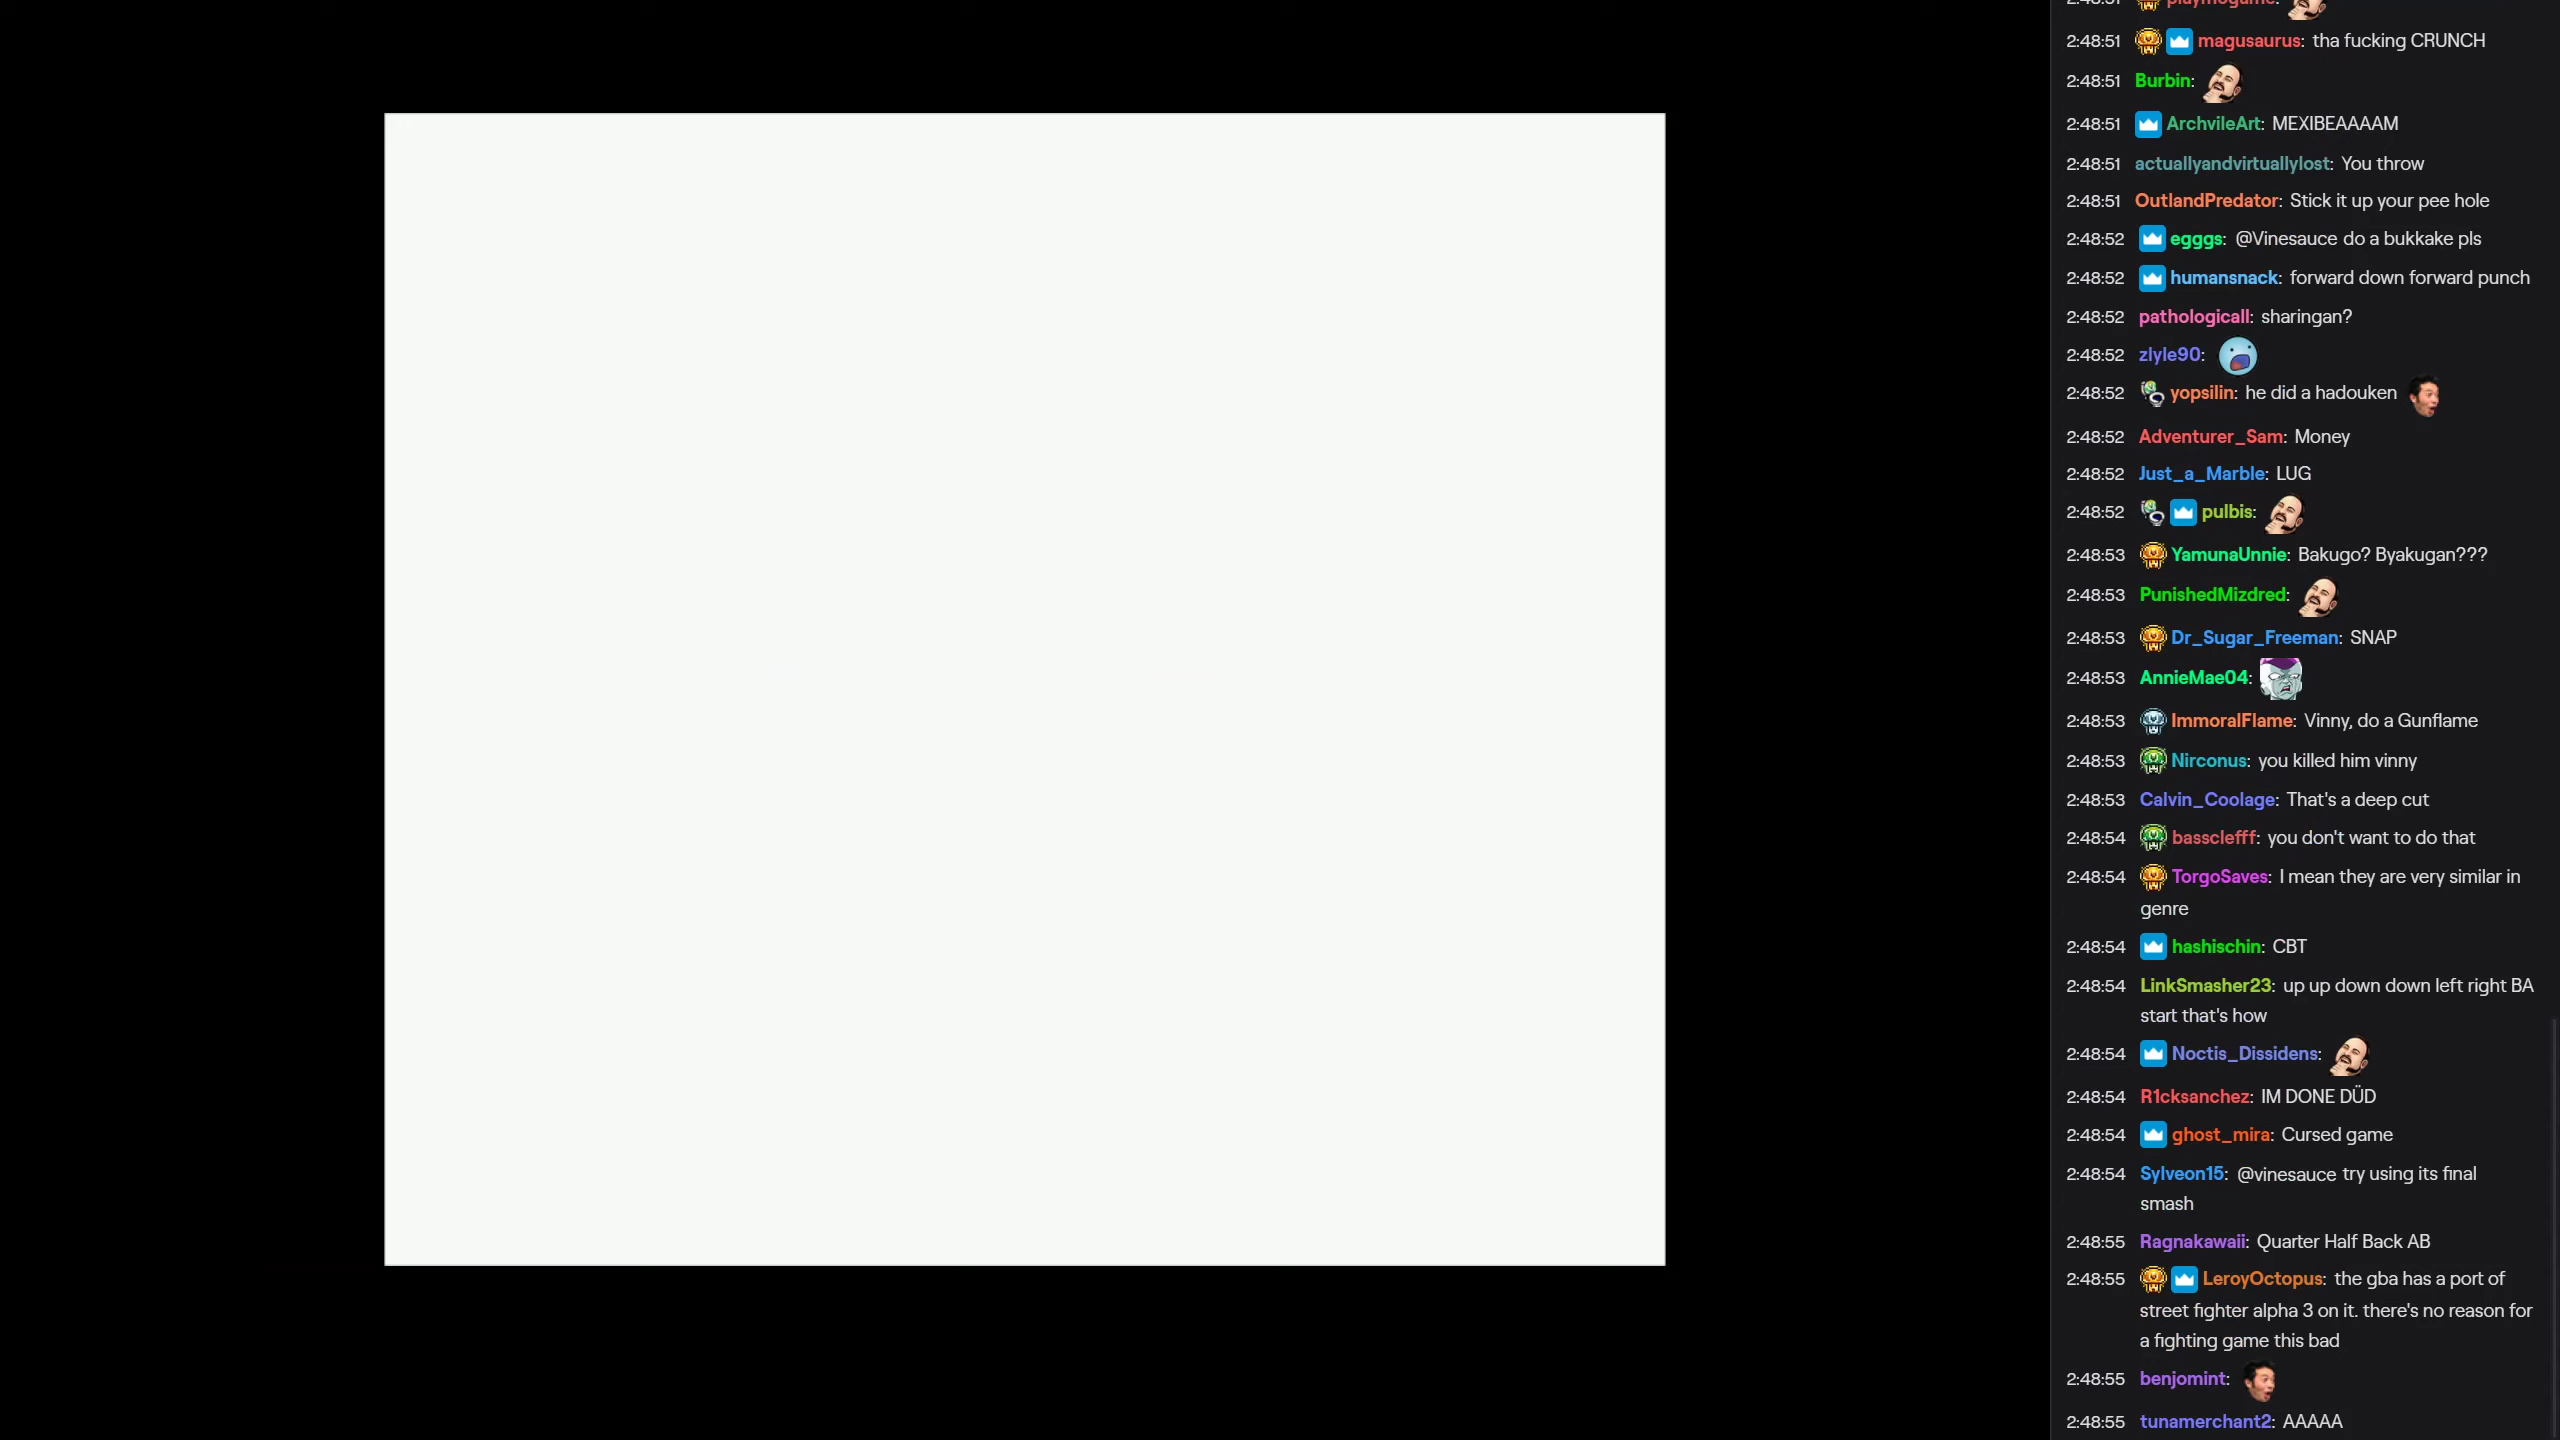 2:48:51 playmogame:
2:48:51 magusaurus: tha fucking CRUNCH
2:48:51 Burbin:
2:48:51 ArchvileArt: MEXIBEAAAAM
2:48:51 actuallyandvirtuallylost: You throw
2:48:51 OutlandPredator: Stick it up your pee hole
2:48:52 egggs: @Vinesauce do a bukkake pls
2:48:52 humansnack: forward down forward punch
2:48:52 pathologicall: sharingan?
2:48:52 zlyle90:
2:48:52 yopsilin: he did a hadouken
2:48:52 Adventurer_Sam: Money
2:48:52 Just_a_Marble: LUG
2:48:52 pulbis:
2:48:53 YamunaUnnie: Bakugo? Byakugan???
2:48:53 PunishedMizdred:
2:48:53 Dr_Sugar_Freeman: SNAP
2:48:53 AnnieMae04:
2:48:53 ImmoralFlame: Vinny, do a Gunflame
2:48:53 Nirconus: you killed him vinny
2:48:53 Calvin_Coolage: That's a deep cut
2:48:54 bassclefff: you don't want to do that
2:48:54 TorgoSaves: I mean they are very similar in
genre
2:48:54 hashischin: CBT
2:48:54 LinkSmasher23: up up down down left right BA
start that's how
2:48:54 Noctis_Dissidens:
2:48:54 R1cksanchez: IM DONE DÜD
2:48:54 ghost_mira: Cursed game
2:48:54 Sylveon15: @vinesauce try using its final
smash
2:48:55 Ragnakawaii: Quarter Half Back AB
2:48:55 LeroyOctopus: the gba has a port of
street fighter alpha 3 on it. there's no reason for
a fighting game this bad
2:48:55 benjomint:
2:48:55 tunamerchant2: AAAAA